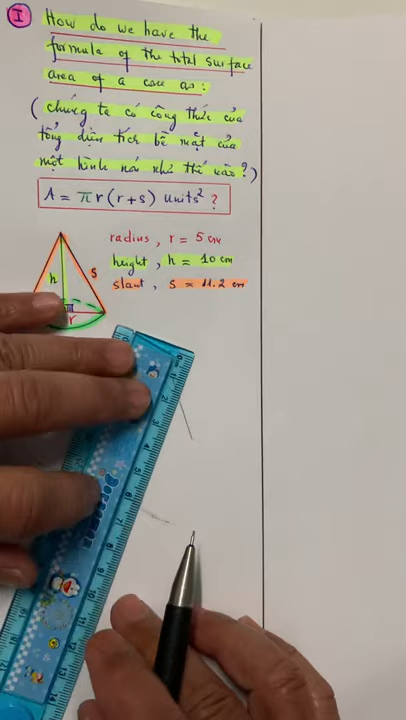 I How do we have the
formula of the total surface
area of a cone as:
(chúng ta có công thức của
tổng diện tích bề mặt của
một hình nón như thế nào?)
A = πr(r+s) units² ?
radius, r = 5 cm
height, h = 10 cm
slant, s = 11.2 cm
h
s
r
Doraemon